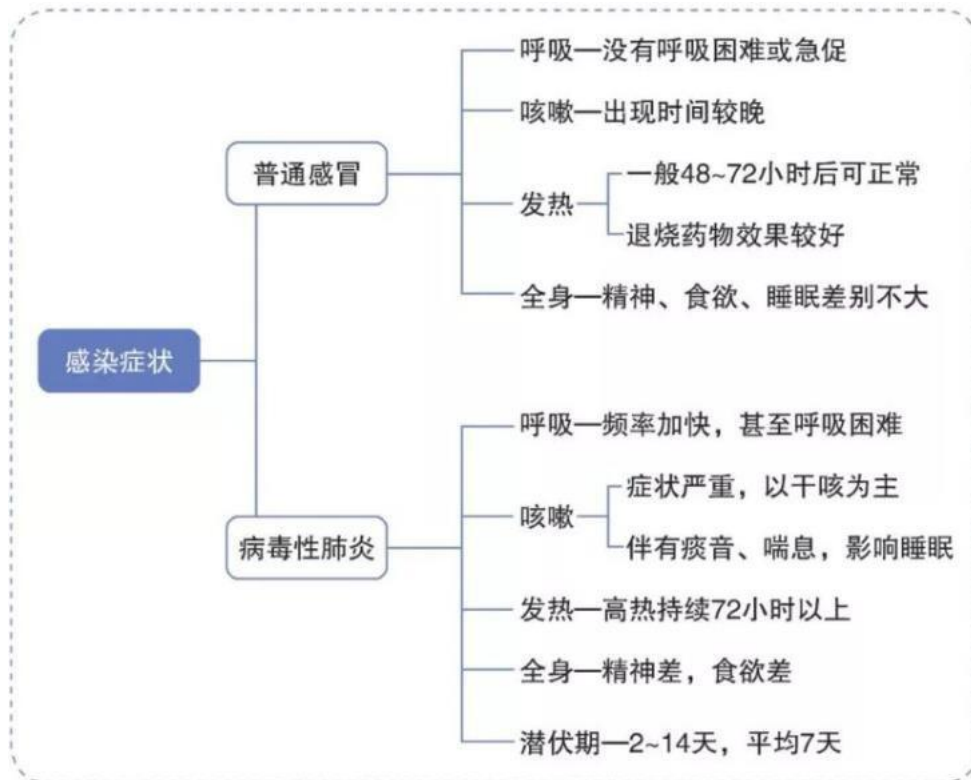 呼吸—没有呼吸困难或急促
咳嗽—出现时间较晚
普通感冒
发热
一般48~72小时后可正常
退烧药物效果较好
全身—精神、食欲、睡眠差别不大
感染症状
呼吸—频率加快，甚至呼吸困难
咳嗽
症状严重，以干咳为主
伴有痰音、喘息，影响睡眠
病毒性肺炎
发热—高热持续72小时以上
全身—精神差，食欲差
潜伏期—2~14天，平均7天